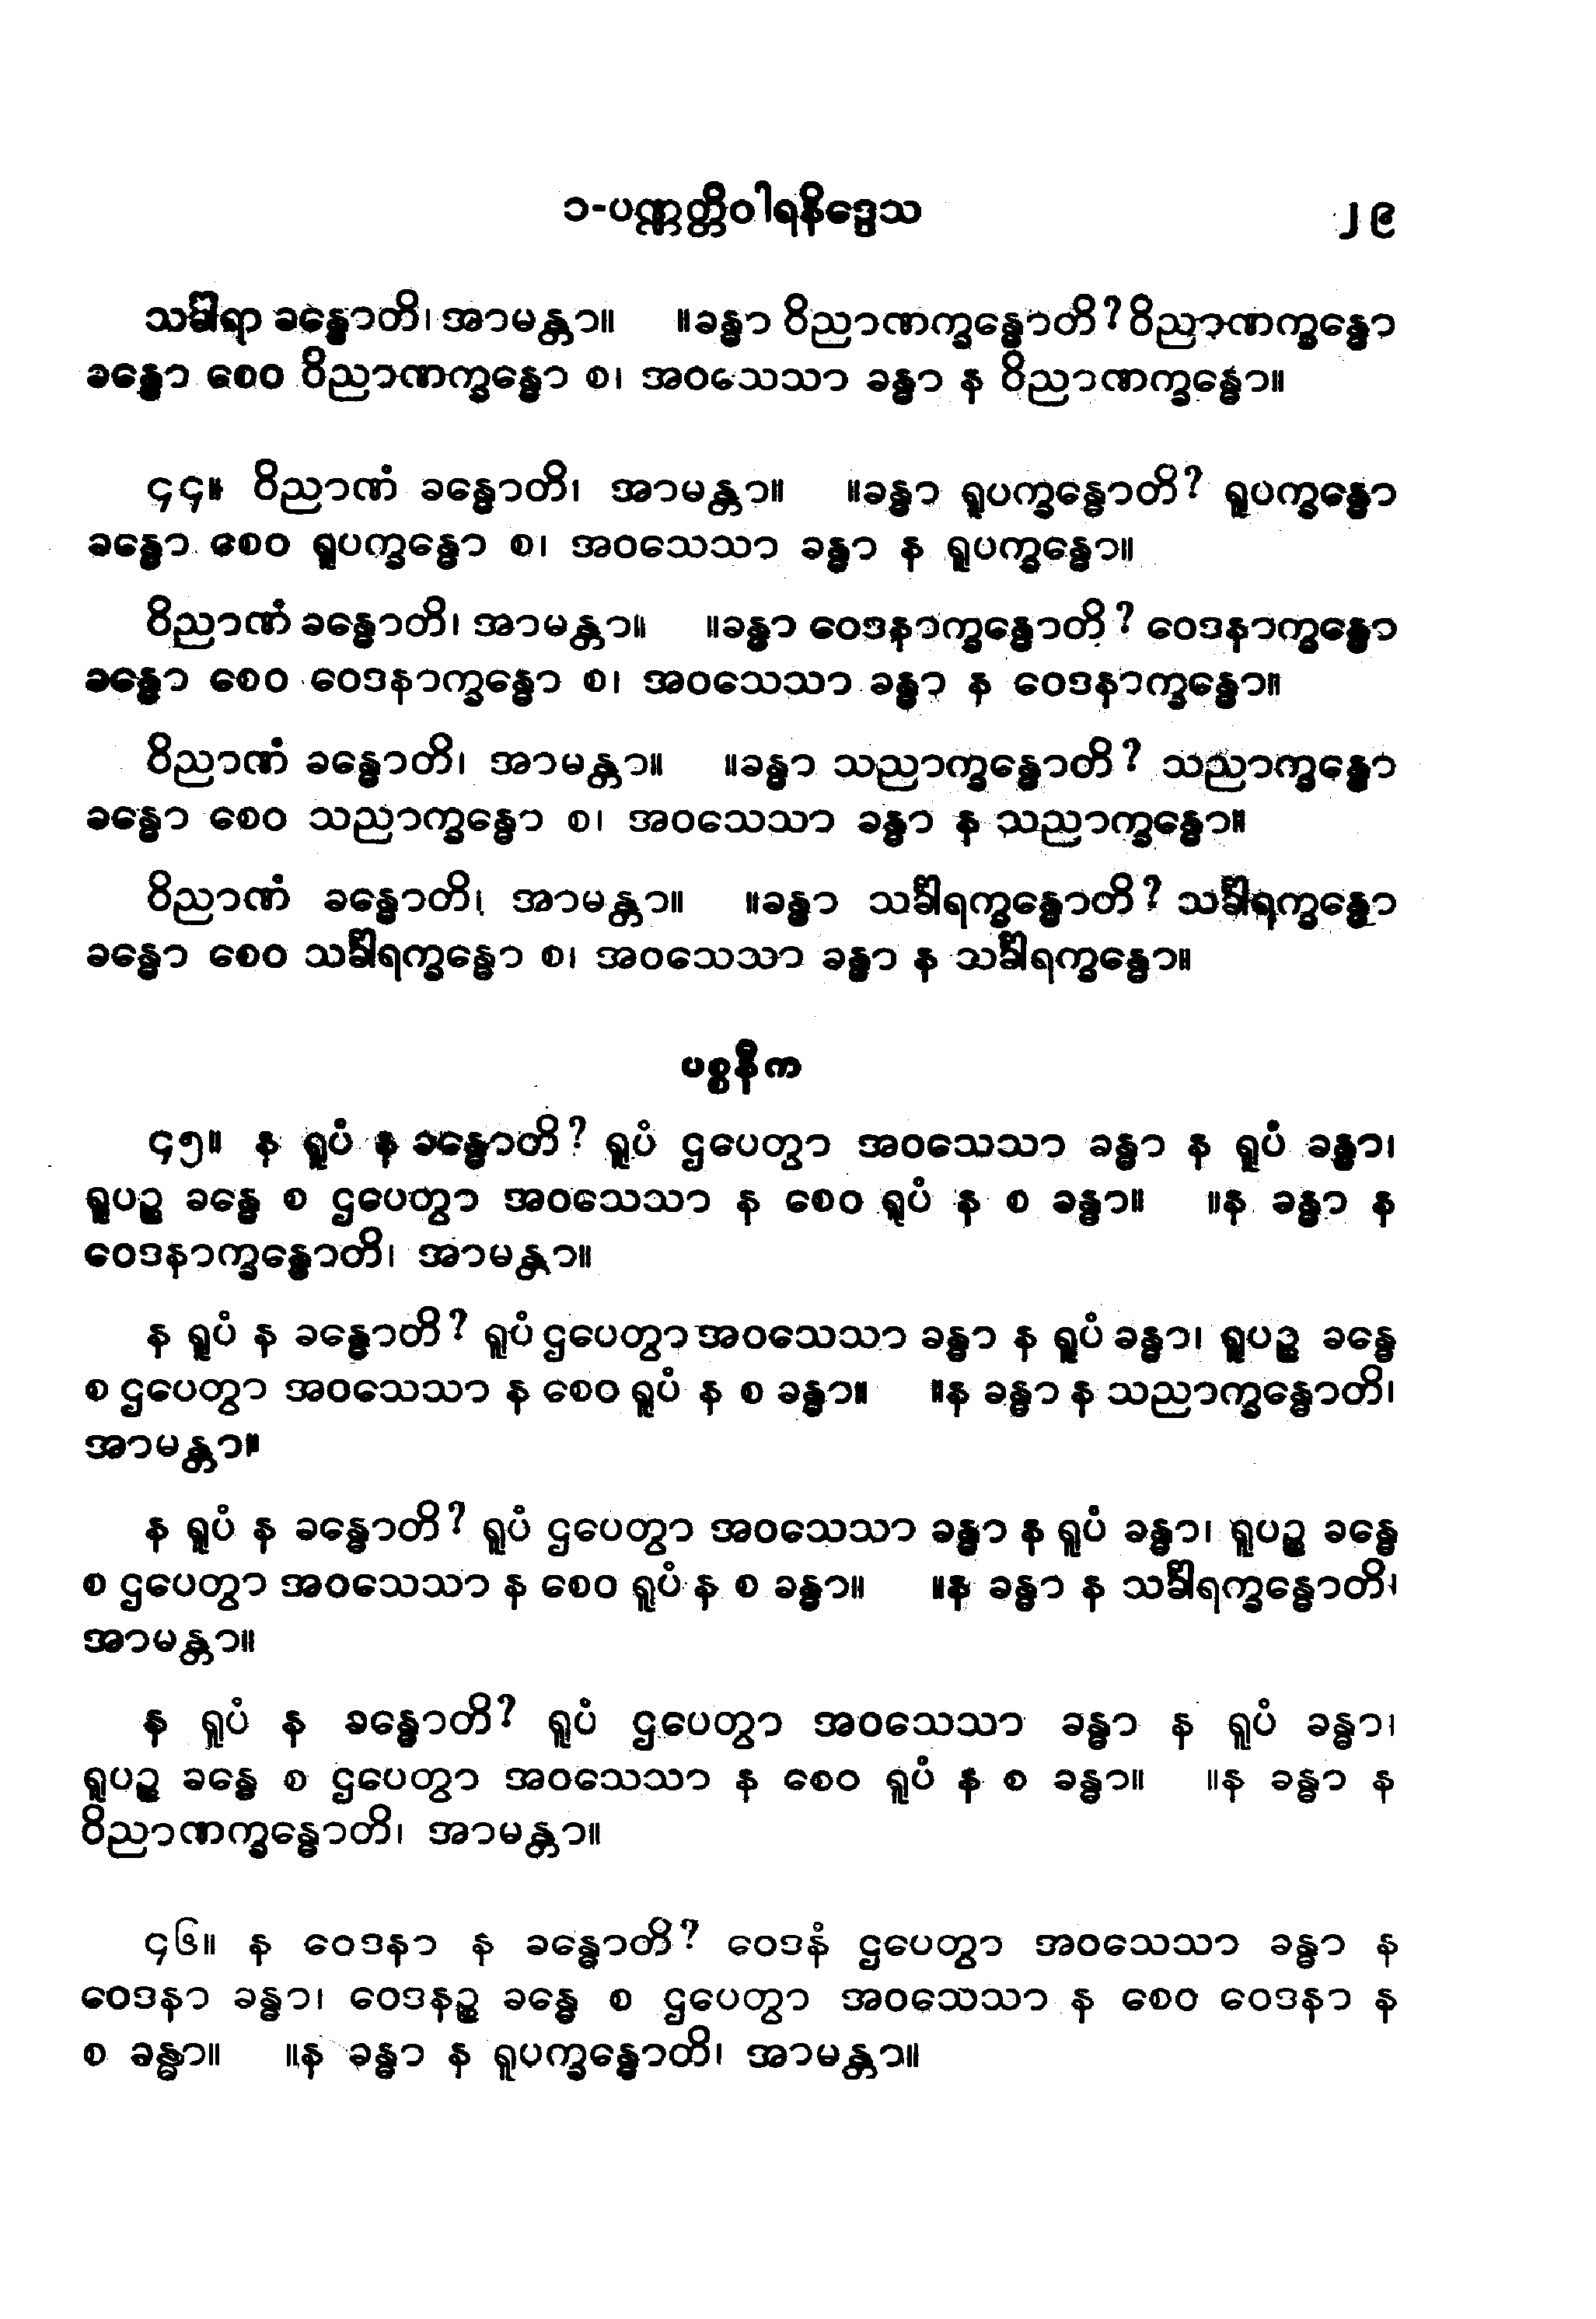 ၁-ပဏ္ဏတ္တိဝါရနိဒ္ဒေသ ၂၉
သင်္ခါရာ ခန္ဓောတိ၊ အာမန္တာ။ ။ခန္ဓာ ဝိညာဏက္ခန္ဓောတိ? ဝိညာဏက္ခန္ဓော
ခန္ဓော စေဝ ဝိညာဏက္ခန္ဓော စ၊ အဝသေသာ ခန္ဓာ န ဝိညာဏက္ခန္ဓော။
၄၄။ ဝိညာဏံ ခန္ဓောတိ၊ အာမန္တာ။ ။ခန္ဓာ ရူပက္ခန္ဓောတိ? ရူပက္ခန္ဓော
ခန္ဓော စေဝ ရူပက္ခန္ဓော စ၊ အဝသေသာ ခန္ဓာ န ရူပက္ခန္ဓော။
ဝိညာဏံ ခန္ဓောတိ၊ အာမန္တာ။ ။ခန္ဓာ ဝေဒနာက္ခန္ဓောတိ? ဝေဒနာက္ခန္ဓော
ခန္ဓော စေဝ ဝေဒနာက္ခန္ဓော စ၊ အဝသေသာ ခန္ဓာ န ဝေဒနာက္ခန္ဓော။
ဝိညာဏံ ခန္ဓောတိ၊ အာမန္တာ။ ။ခန္ဓာ သညာက္ခန္ဓောတိ? သညာက္ခန္ဓော
ခန္ဓော စေဝ သညာက္ခန္ဓော စ၊ အဝသေသာ ခန္ဓာ န သညာက္ခန္ဓော။
ဝိညာဏံ ခန္ဓောတိ၊ အာမန္တာ။ ။ခန္ဓာ သင်္ခါရက္ခန္ဓောတိ? သင်္ခါရက္ခန္ဓော
ခန္ဓော စေဝ သင်္ခါရက္ခန္ဓော စ၊ အဝသေသာ ခန္ဓာ န သင်္ခါရက္ခန္ဓော။
ပစ္စနီက
၄၅။ န ရူပံ န ခန္ဓောတိ? ရူပံ ဌပေတွာ အဝသေသာ ခန္ဓာ န ရူပံ ခန္ဓာ၊
ရူပဉ္စ ခန္ဓေ စ ဌပေတွာ အဝသေသာ န စေဝ ရူပံ န စ ခန္ဓာ။ ။န ခန္ဓာ န
ဝေဒနာက္ခန္ဓောတိ၊ အာမန္တာ။
န ရူပံ န ခန္ဓောတိ? ရူပံ ဌပေတွာ အဝသေသာ ခန္ဓာ န ရူပံ ခန္ဓာ၊ ရူပဉ္စ ခန္ဓေ
စ ဌပေတွာ အဝသေသာ န စေဝ ရူပံ န စ ခန္ဓာ။ ။န ခန္ဓာ န သညာက္ခန္ဓောတိ၊
အာမန္တာ။
န ရူပံ န ခန္ဓောတိ? ရူပံ ဌပေတွာ အဝသေသာ ခန္ဓာ န ရူပံ ခန္ဓာ၊ ရူပဉ္စ ခန္ဓေ
စ ဌပေတွာ အဝသေသာ န စေဝ ရူပံ န စ ခန္ဓာ။ ။န ခန္ဓာ န သင်္ခါရက္ခန္ဓောတိ၊
အာမန္တာ။
န ရူပံ န ခန္ဓောတိ? ရူပံ ဌပေတွာ အဝသေသာ ခန္ဓာ န ရူပံ ခန္ဓာ၊
ရူပဉ္စ ခန္ဓေ စ ဌပေတွာ အဝသေသာ န စေဝ ရူပံ န စ ခန္ဓာ။ ။န ခန္ဓာ န
ဝိညာဏက္ခန္ဓောတိ၊ အာမန္တာ။
၄၆။ န ဝေဒနာ န ခန္ဓောတိ? ဝေဒနံ ဌပေတွာ အဝသေသာ ခန္ဓာ န
ဝေဒနာ ခန္ဓာ၊ ဝေဒနဉ္စ ခန္ဓေ စ ဌပေတွာ အဝသေသာ န စေဝ ဝေဒနာ န
စ ခန္ဓာ။ ။န ခန္ဓာ န ရူပက္ခန္ဓောတိ၊ အာမန္တာ။